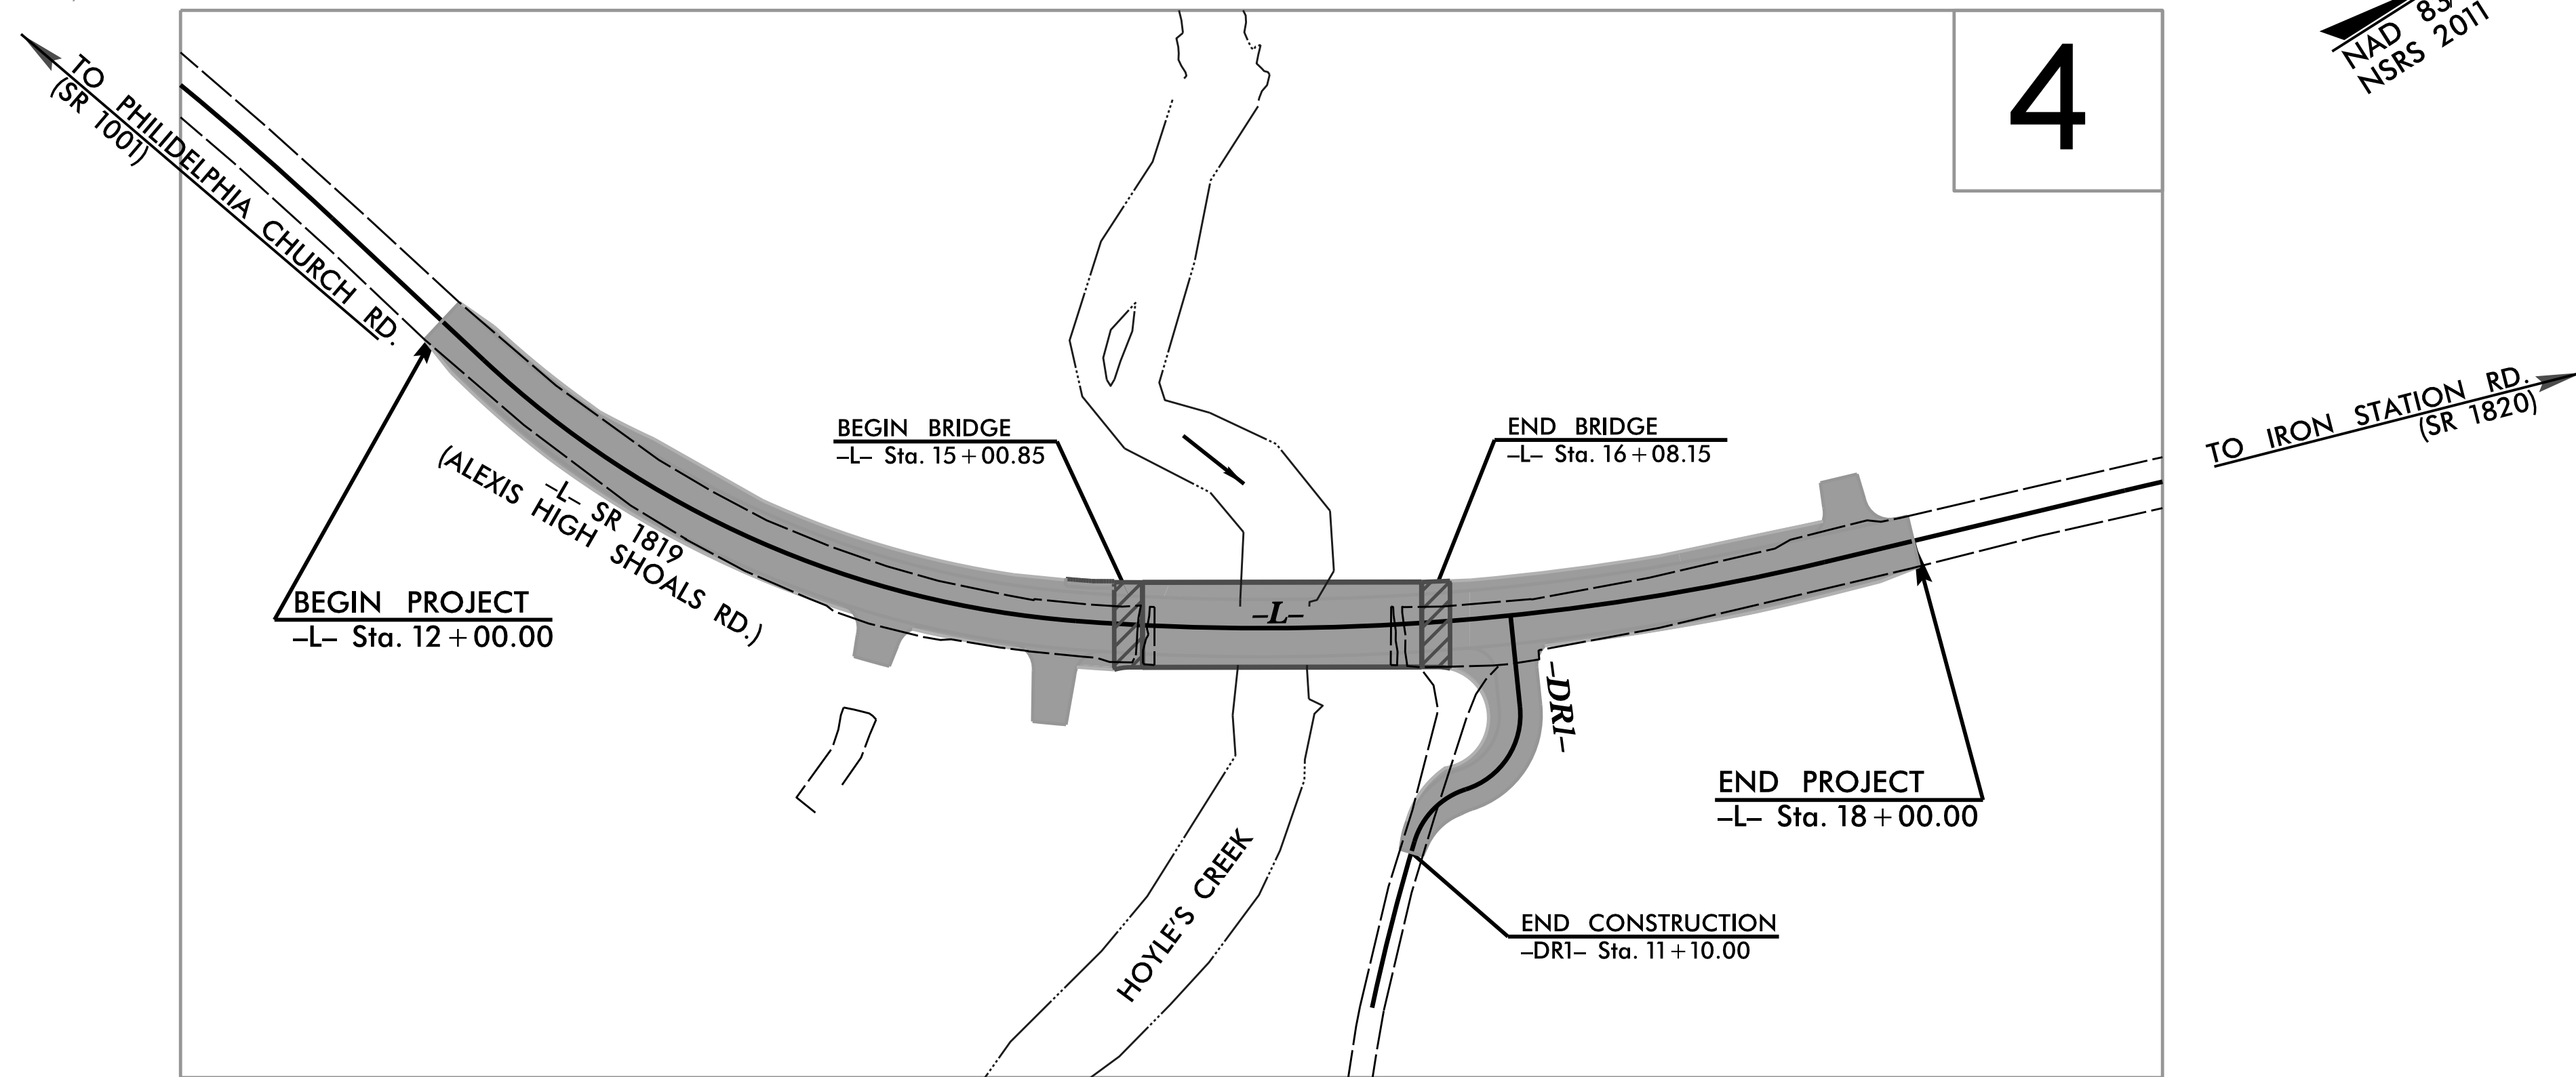 4
NAD 83/
NSRS 2011
TO PHILIDELPHIA CHURCH RD.
(SR 1001)
BEGIN BRIDGE
-L- Sta. 15+00.85
END BRIDGE
-L- Sta. 16+08.15
TO IRON STATION RD.
(SR 1820)
-L- SR 1819
(ALEXIS HIGH SHOALS RD.)
BEGIN PROJECT
-L- Sta. 12+00.00
-L-
-DR1-
END PROJECT
-L- Sta. 18+00.00
HOYLE'S CREEK
END CONSTRUCTION
-DR1- Sta. 11+10.00